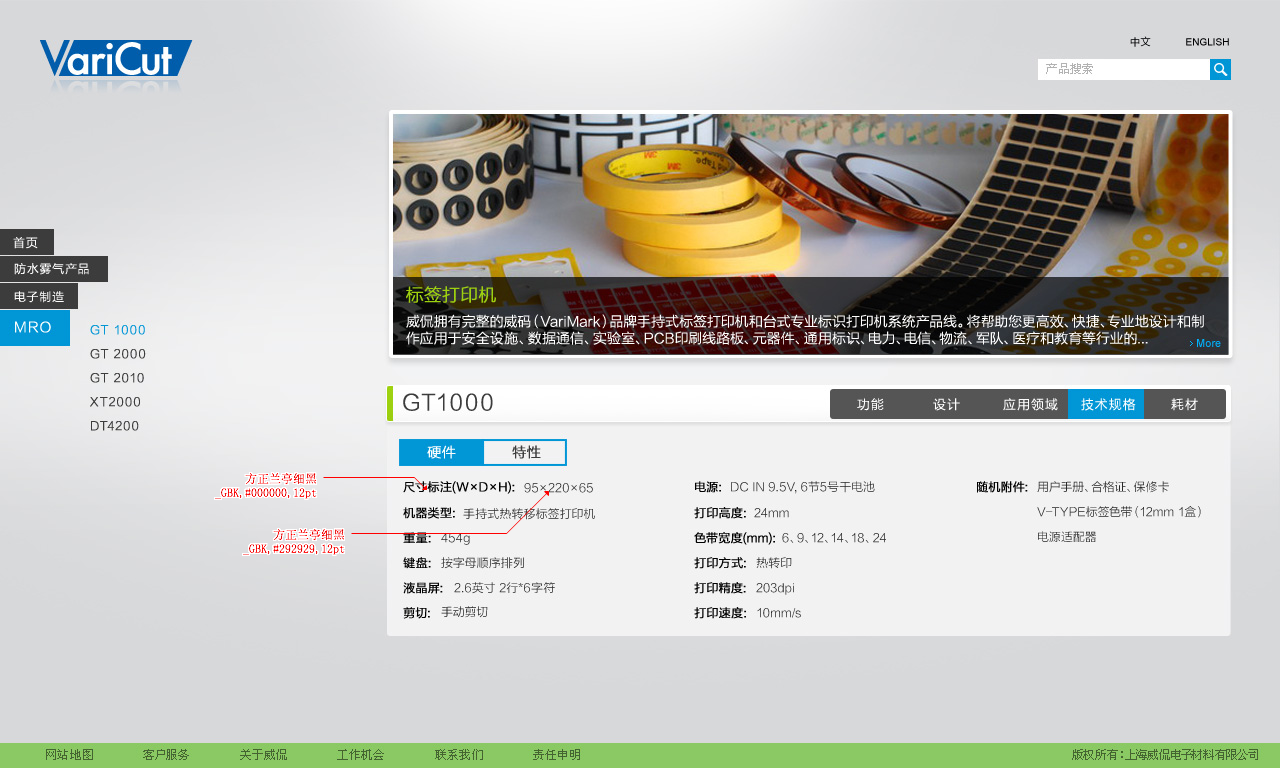 VariCut
中文 ENGLISH
产品搜索
首页
防水雾气产品
电子制造
MRO
GT 1000
GT 2000
GT 2010
XT2000
DT4200
3M 3M
标签打印机
威侃拥有完整的威码(VariMark)品牌手持式标签打印机和台式专业标识打印机系统产品线。将帮助您更高效、快捷、专业地设计和制
作应用于安全设施、数据通信、实验室、PCB印刷线路板、元器件、通用标识、电力、电信、物流、军队、医疗和教育等行业的...
> More
GT1000
功能 设计 应用领域 技术规格 耗材
硬件 特性
方正兰亭细黑
_GBK,#000000,12pt
方正兰亭细黑
_GBK,#292929,12pt
尺寸标注(W×D×H): 95×220×65
机器类型: 手持式热转移标签打印机
重量: 454g
键盘: 按字母顺序排列
液晶屏: 2.6英寸 2行*6字符
剪切: 手动剪切
电源: DC IN 9.5V, 6节5号干电池
打印高度: 24mm
色带宽度(mm): 6、9、12、14、18、24
打印方式: 热转印
打印精度: 203dpi
打印速度: 10mm/s
随机附件: 用户手册、合格证、保修卡
V-TYPE标签色带(12mm 1盒)
电源适配器
网站地图 客户服务 关于威侃 工作机会 联系我们 责任申明
版权所有:上海威侃电子材料有限公司